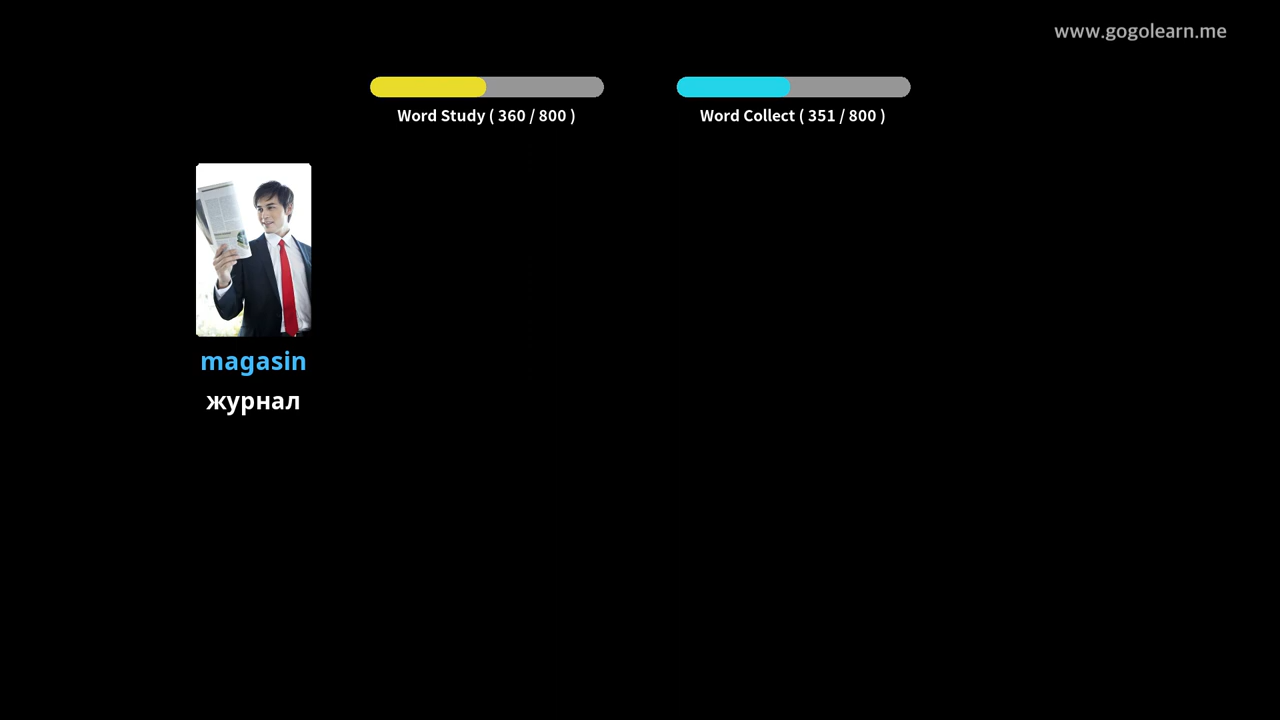 www.gogolearn.me
Word Study ( 360 / 800 )
Word Collect ( 351 / 800 )
magasin
журнал